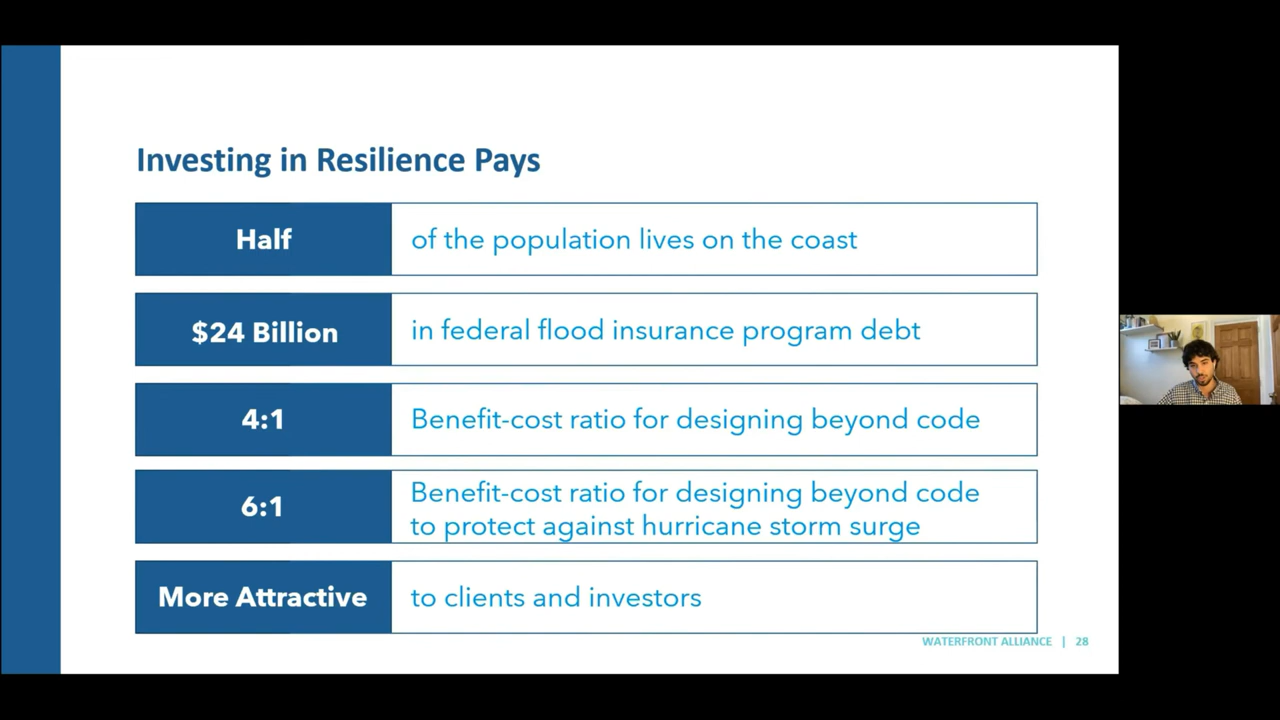 Investing in Resilience Pays
Half
of the population lives on the coast
$24 Billion
in federal flood insurance program debt
4:1
Benefit-cost ratio for designing beyond code
6:1
Benefit-cost ratio for designing beyond code
to protect against hurricane storm surge
More Attractive
to clients and investors
WATERFRONT ALLIANCE | 28